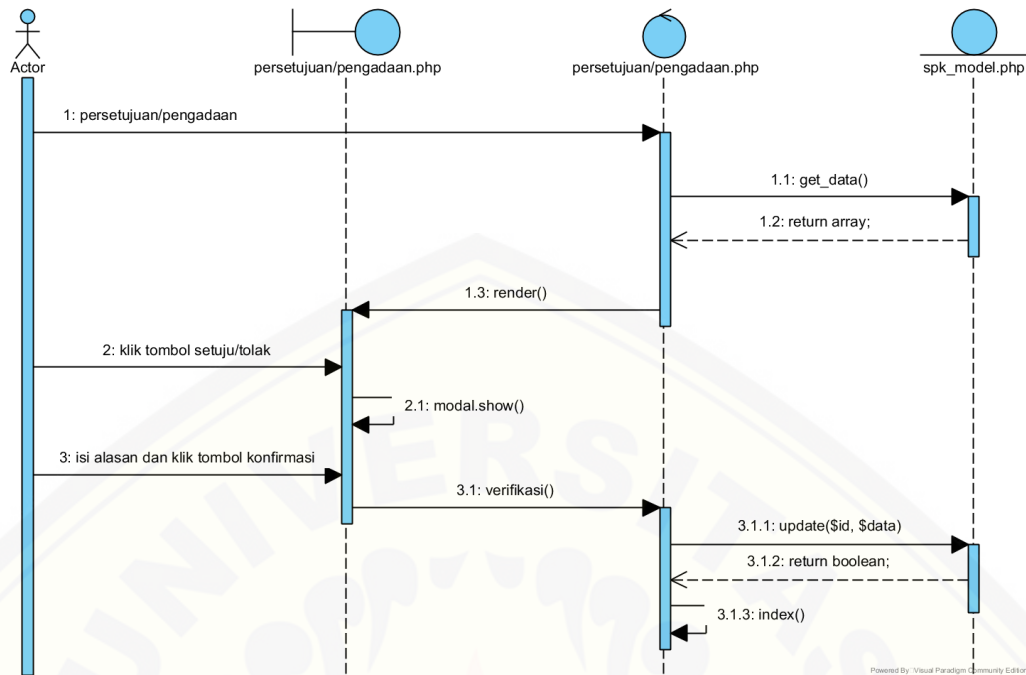 Actor
persetujuan/pengadaan.php
persetujuan/pengadaan.php
spk_model.php
1: persetujuan/pengadaan
1.1: get_data()
1.2: return array;
1.3: render()
2: klik tombol setuju/tolak
2.1: modal.show()
3: isi alasan dan klik tombol konfirmasi
3.1: verifikasi()
3.1.1: update($id, $data)
3.1.2: return boolean;
3.1.3: index()
UNIVERSITAS
Powered By Visual Paradigm Community Edition